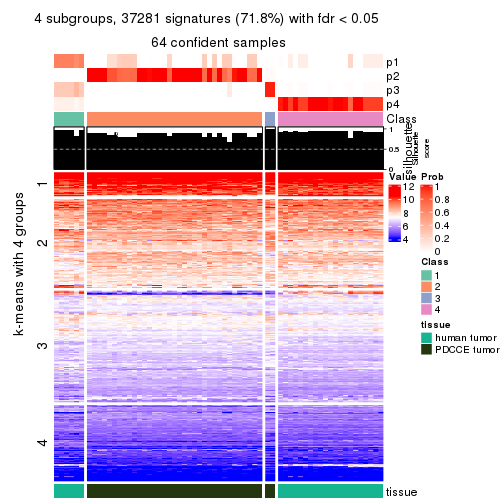 4 subgroups, 37281 signatures (71.8%) with fdr < 0.05
64 confident samples
p1
p2
p3
p4
Class
1
0.5
0
silhouette
Silhouette
score
k-means with 4 groups
1
2
3
4
Value
12
10
8
6
4
Prob
1
0.8
0.6
0.4
0.2
0
Class
1
2
3
4
tissue
human tumor
PDCCE tumor
tissue